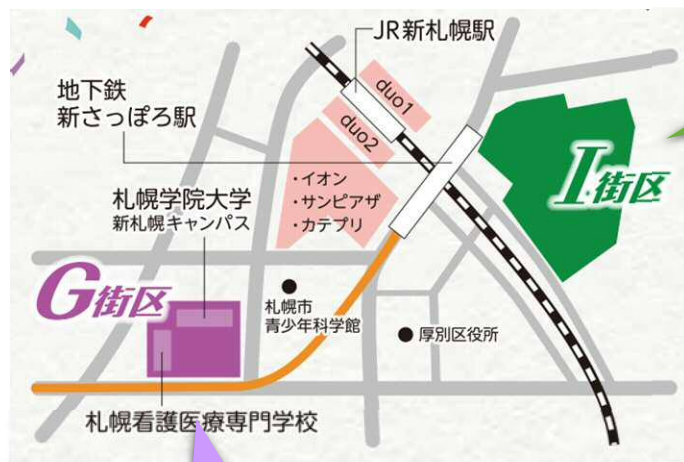 JR新札幌駅
地下鉄
新さっぽろ駅
duo1
duo2
・イオン
・サンピアザ
・カテプリ
I街区
札幌学院大学
新札幌キャンパス
G街区
札幌市
青少年科学館
厚別区役所
札幌看護医療専門学校